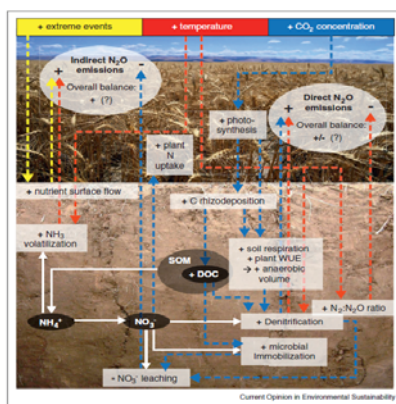 + extreme events
+ temperature
+ CO₂ concentration
Indirect N₂O
emissions
+
-
Overall balance:
+ (?)
Direct N₂O
emissions
+
-
Overall balance:
+/- (?)
+ photo-
synthesis
+ plant
N
uptake
+ nutrient surface flow
+ C rhizodeposition
+ NH₃
volatilization
+ soil respiration
+ plant WUE
→ + anaerobic
volume
SOM
+ DOC
+ N₂:N₂O ratio
NH₄⁺
NO₃⁻
+ Denitrification
+ microbial
Immobilization
- NO₃⁻ leaching
Current Opinion in Environmental Sustainability